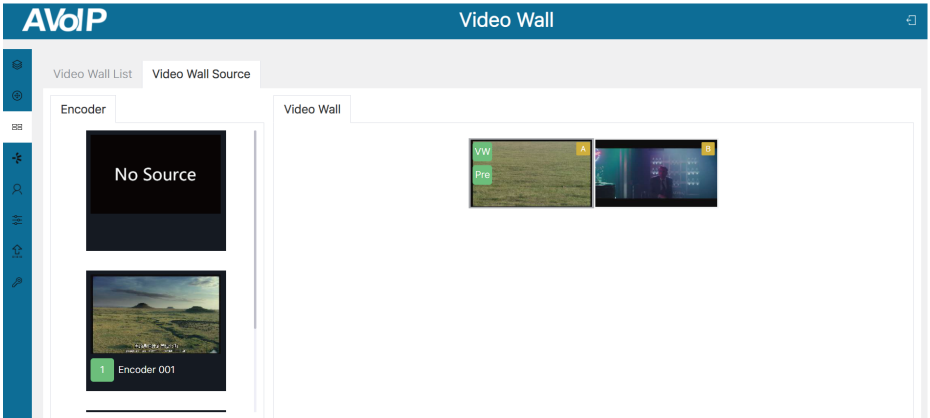 AVoIP
Video Wall
Video Wall List
Video Wall Source
Encoder
Video Wall
No Source
VW
A
B
Pre
1 Encoder 001